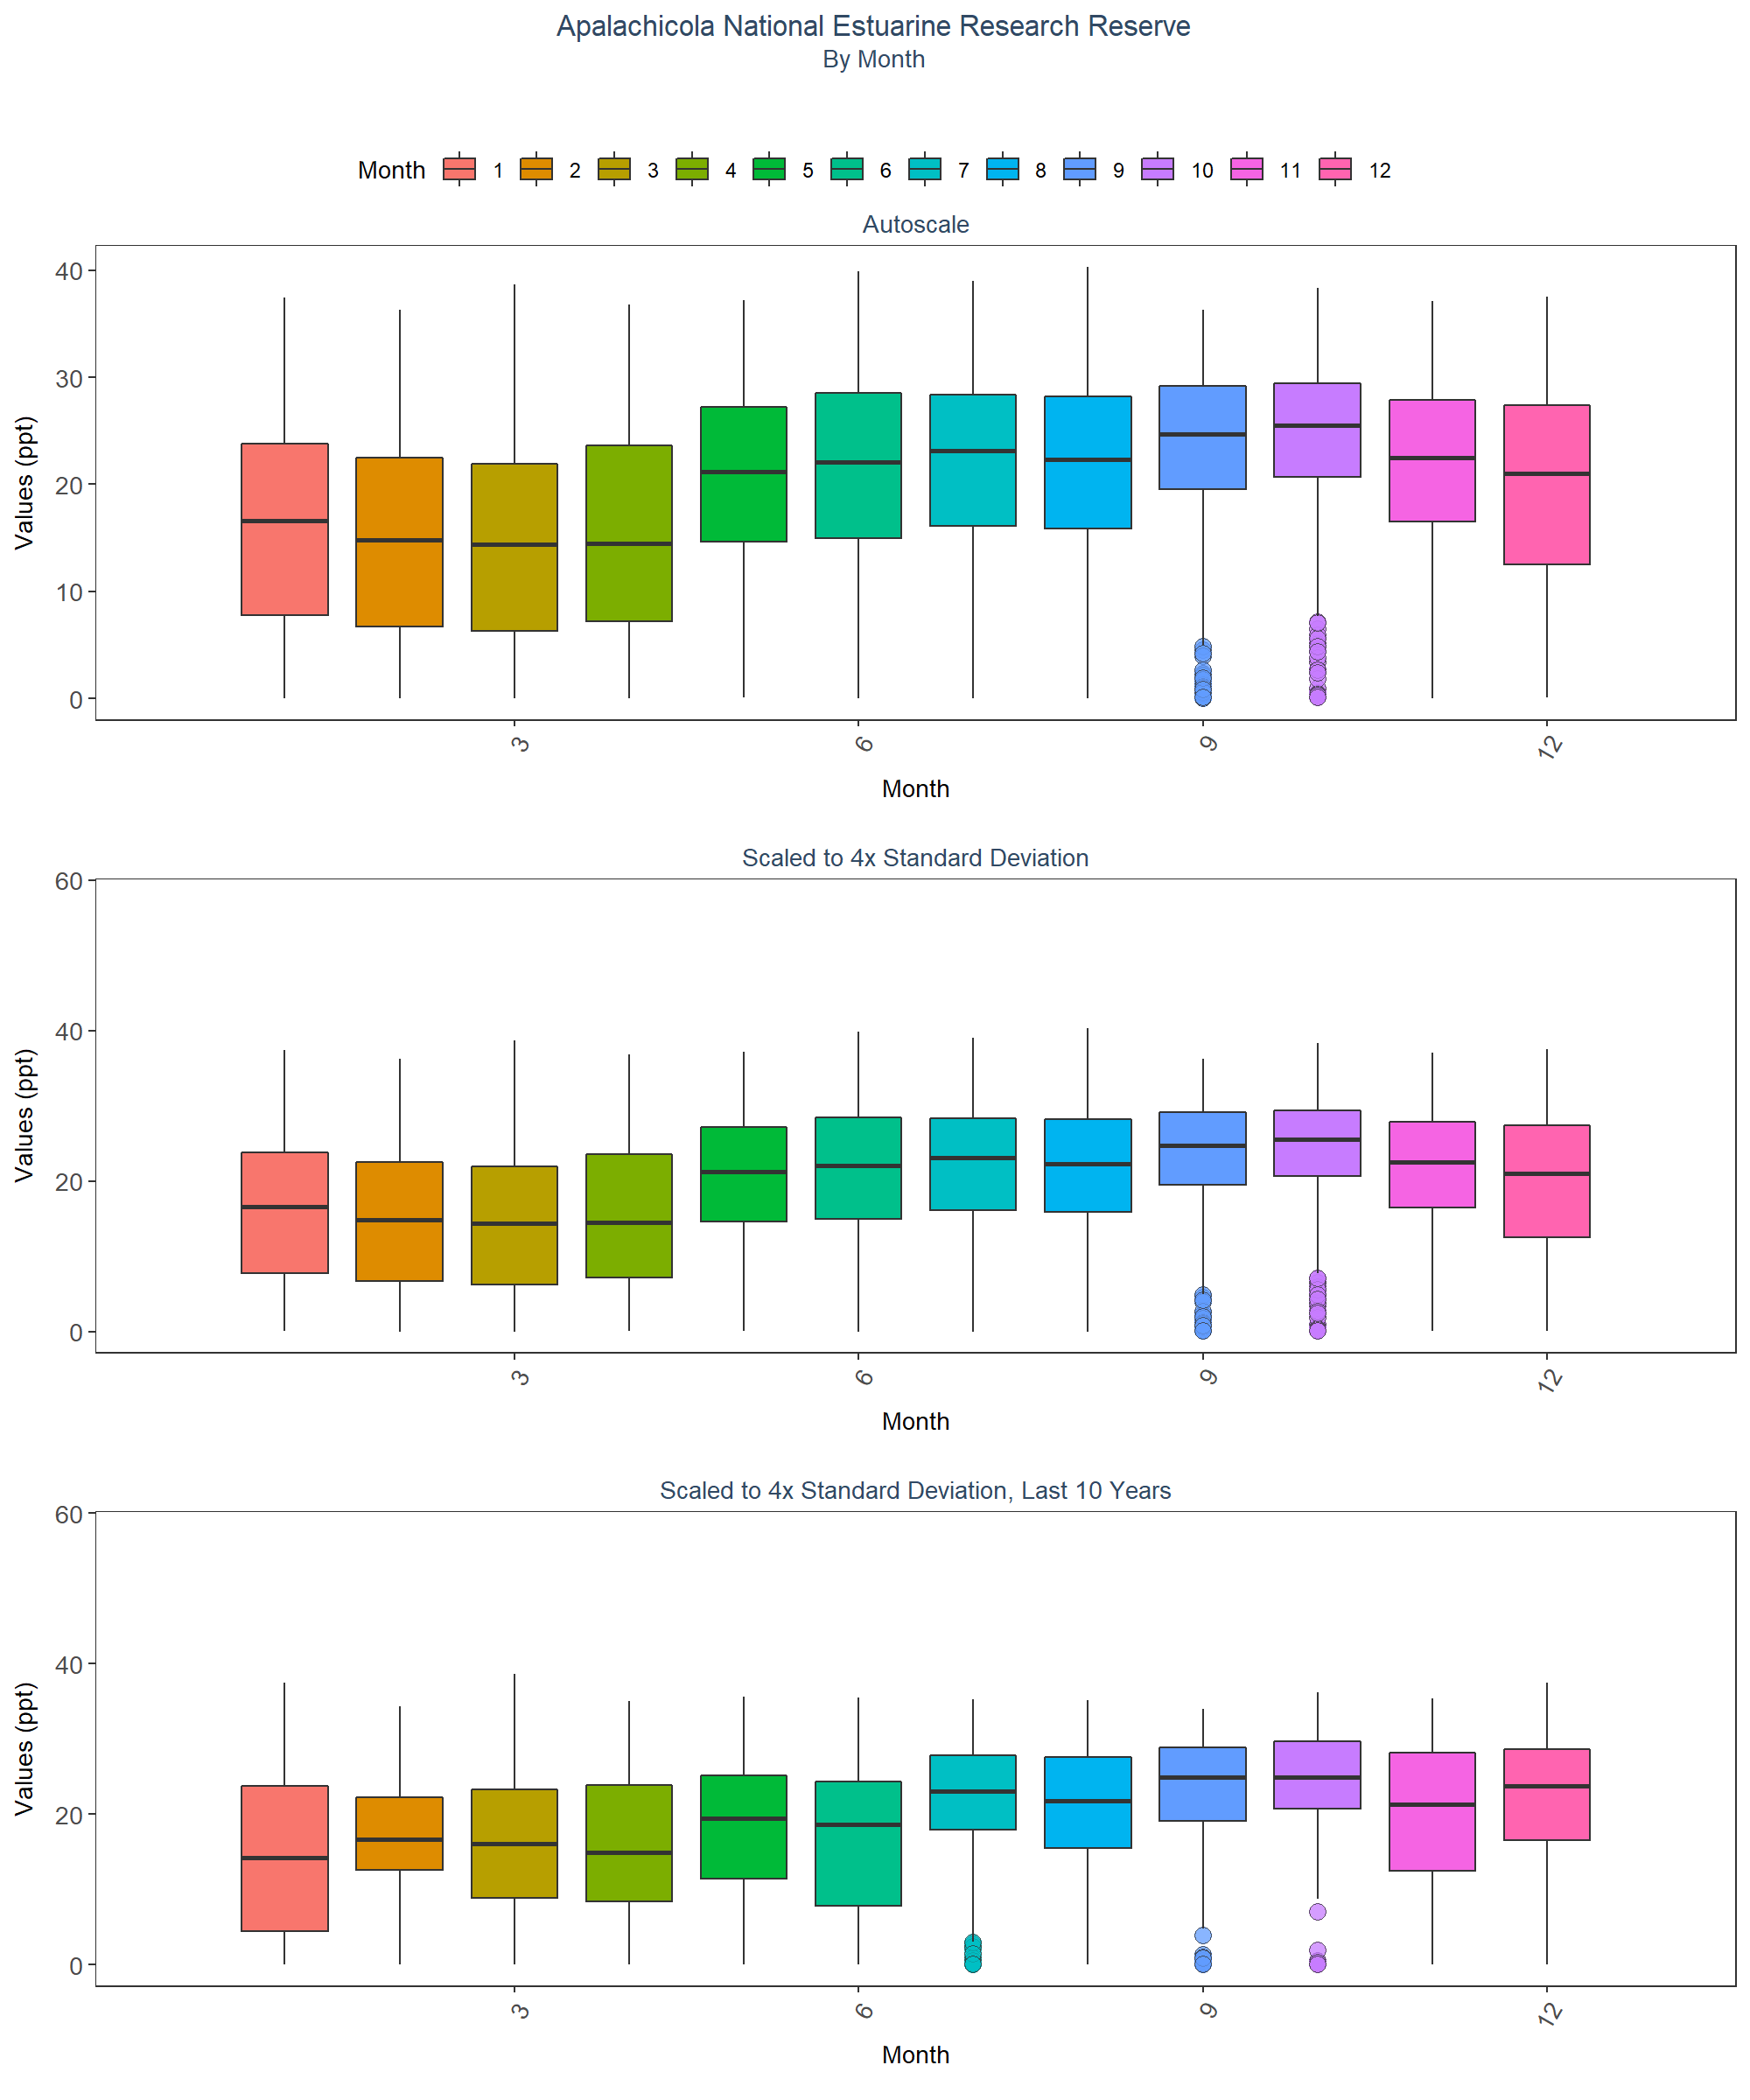 Apalachicola National Estuarine Research Reserve
By Month
Month 1 2 3 4 5 6 7 8 9 10 11 12
Autoscale
Values (ppt)
40
30
20
10
0
3 6 9 12
Month
Scaled to 4x Standard Deviation
Values (ppt)
60
40
20
0
3 6 9 12
Month
Scaled to 4x Standard Deviation, Last 10 Years
Values (ppt)
60
40
20
0
3 6 9 12
Month